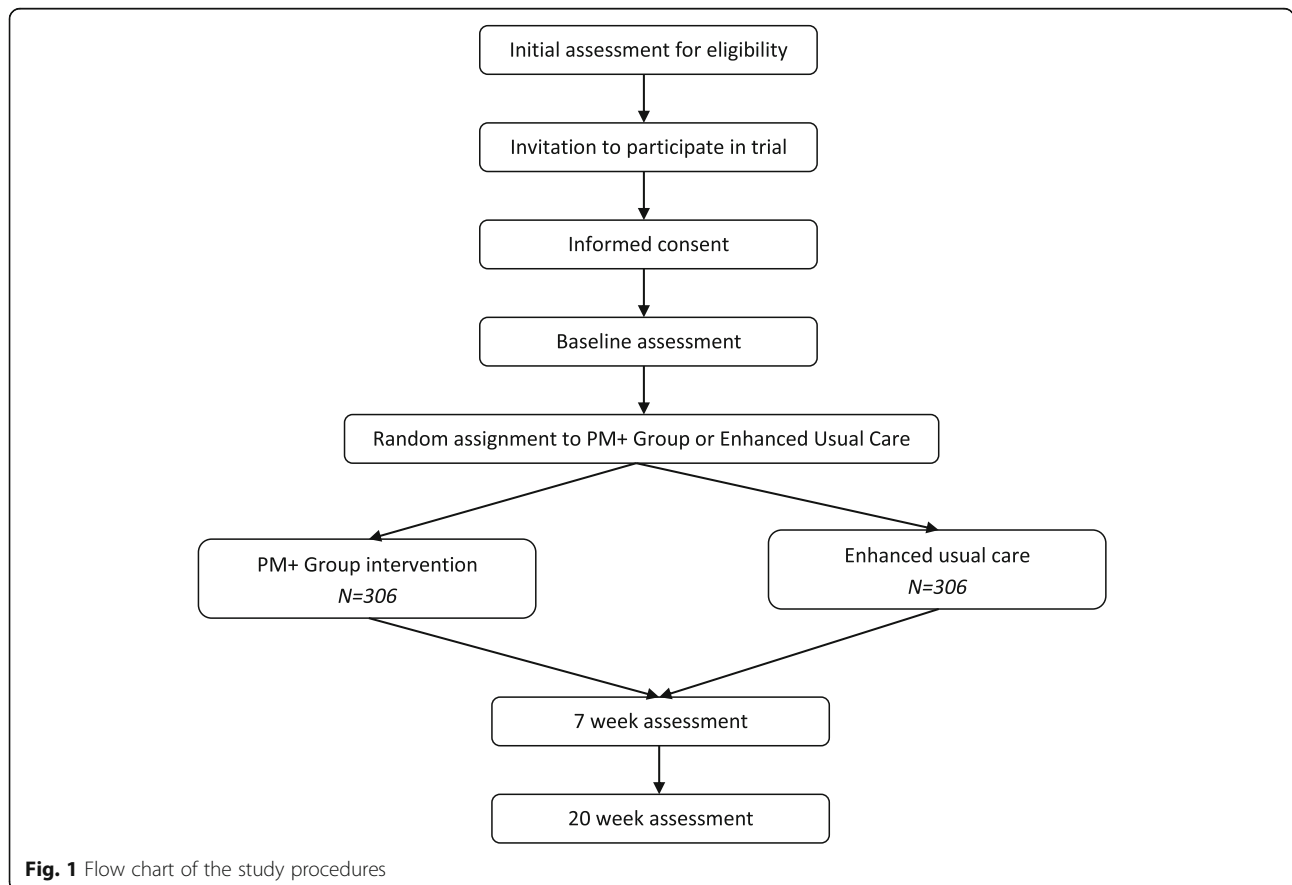 Initial assessment for eligibility
Invitation to participate in trial
Informed consent
Baseline assessment
Random assignment to PM+ Group or Enhanced Usual Care
PM+ Group intervention
N=306
Enhanced usual care
N=306
7 week assessment
20 week assessment
Fig. 1 Flow chart of the study procedures